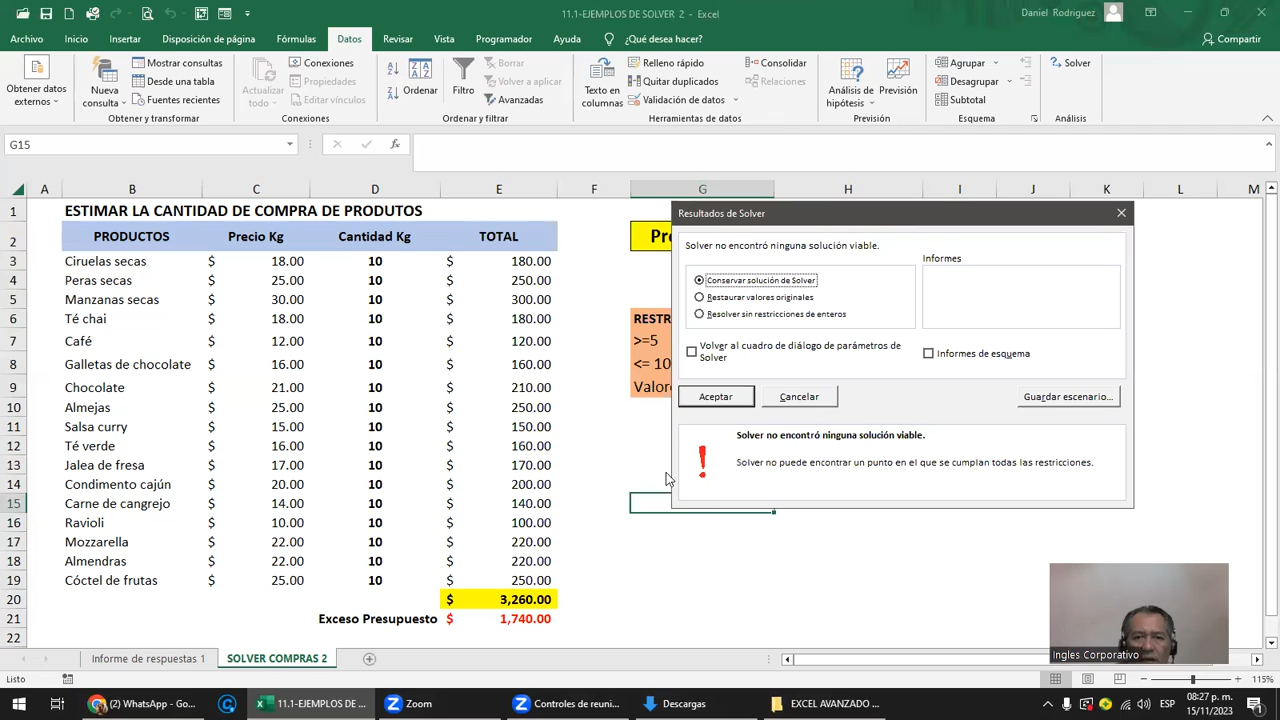 11.1-EJEMPLOS DE SOLVER 2 - Excel
Daniel Rodriguez
Archivo Inicio Insertar Disposición de página Fórmulas Datos Revisar Vista Programador Ayuda ¿Qué desea hacer? Compartir
Obtener datos externos
Nueva consulta
Mostrar consultas
Desde una tabla
Fuentes recientes
Obtener y transformar
Actualizar todo
Conexiones
Propiedades
Editar vínculos
Conexiones
Ordenar
Filtro
Borrar
Volver a aplicar
Avanzadas
Ordenar y filtrar
Texto en columnas
Relleno rápido
Quitar duplicados
Validación de datos
Consolidar
Relaciones
Herramientas de datos
Análisis de hipótesis
Previsión
Previsión
Agrupar
Desagrupar
Subtotal
Esquema
Solver
Análisis
G15
fx
A B C D E F G H I J K L M
1 ESTIMAR LA CANTIDAD DE COMPRA DE PRODUTOS
2 PRODUCTOS Precio Kg Cantidad Kg TOTAL
3 Ciruelas secas $ 18.00 10 $ 180.00
4 Peras secas $ 25.00 10 $ 250.00
5 Manzanas secas $ 30.00 10 $ 300.00
6 Té chai $ 18.00 10 $ 180.00
7 Café $ 12.00 10 $ 120.00
8 Galletas de chocolate $ 16.00 10 $ 160.00
9 Chocolate $ 21.00 10 $ 210.00
10 Almejas $ 25.00 10 $ 250.00
11 Salsa curry $ 15.00 10 $ 150.00
12 Té verde $ 16.00 10 $ 160.00
13 Jalea de fresa $ 17.00 10 $ 170.00
14 Condimento cajún $ 20.00 10 $ 200.00
15 Carne de cangrejo $ 14.00 10 $ 140.00
16 Ravioli $ 10.00 10 $ 100.00
17 Mozzarella $ 22.00 10 $ 220.00
18 Almendras $ 22.00 10 $ 220.00
19 Cóctel de frutas $ 25.00 10 $ 250.00
20 $ 3,260.00
21 Exceso Presupuesto $ 1,740.00
22
Pre
RESTR
>=5
<= 10
Valor
Resultados de Solver
Solver no encontró ninguna solución viable.
Conservar solución de Solver
Restaurar valores originales
Resolver sin restricciones de enteros
Informes
Volver al cuadro de diálogo de parámetros de Solver
Informes de esquema
Aceptar
Cancelar
Guardar escenario...
Solver no encontró ninguna solución viable.
Solver no puede encontrar un punto en el que se cumplan todas las restricciones.
Ingles Corporativo
Informe de respuestas 1 SOLVER COMPRAS 2
Listo
115%
(2) WhatsApp - Go...
11.1-EJEMPLOS DE ...
Zoom
Controles de reuni...
Descargas
EXCEL AVANZADO ...
ESP
08:27 p. m.
15/11/2023